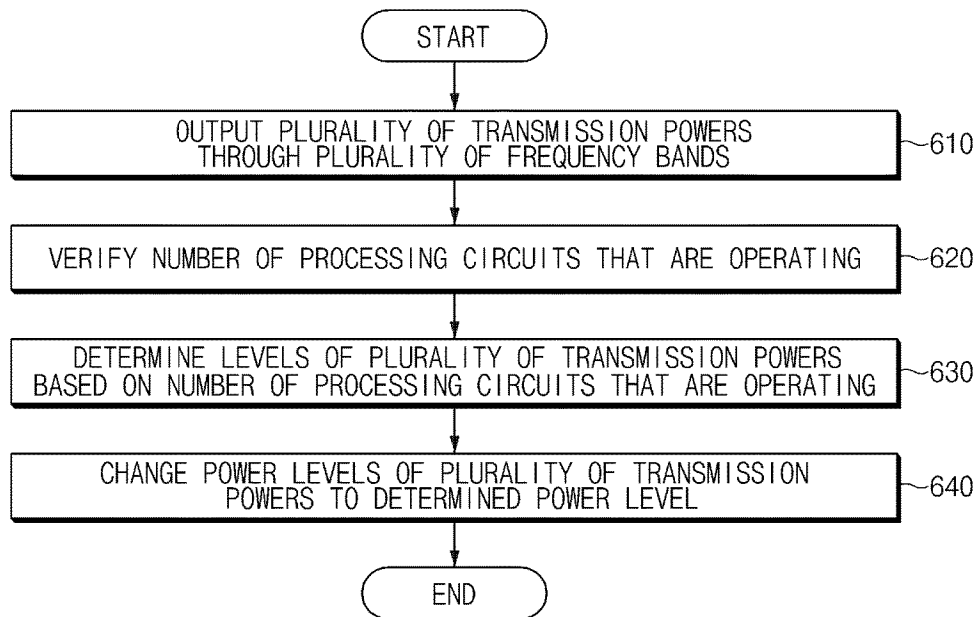 START
OUTPUT PLURALITY OF TRANSMISSION POWERS
THROUGH PLURALITY OF FREQUENCY BANDS
610
VERIFY NUMBER OF PROCESSING CIRCUITS THAT ARE OPERATING
620
DETERMINE LEVELS OF PLURALITY OF TRANSMISSION POWERS
BASED ON NUMBER OF PROCESSING CIRCUITS THAT ARE OPERATING
630
CHANGE POWER LEVELS OF PLURALITY OF TRANSMISSION
POWERS TO DETERMINED POWER LEVEL
640
END